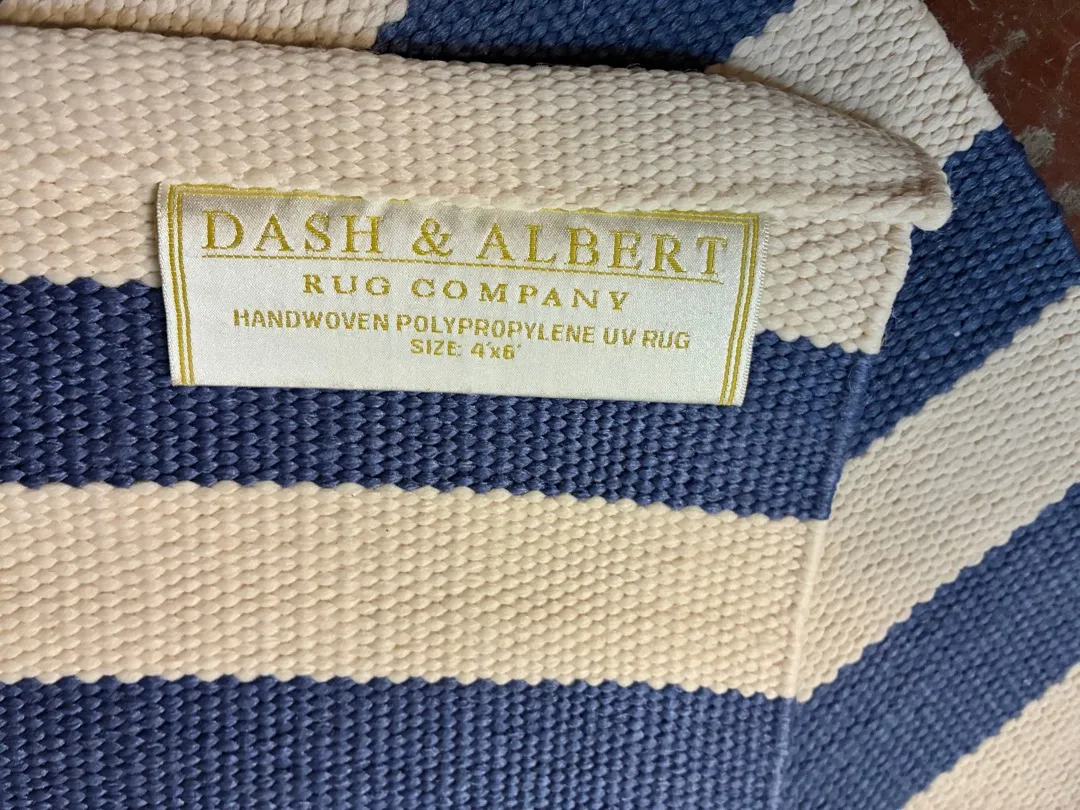 DASH & ALBERT
RUG COMPANY
HANDWOVEN POLYPROPYLENE UV RUG
SIZE: 4'x6'